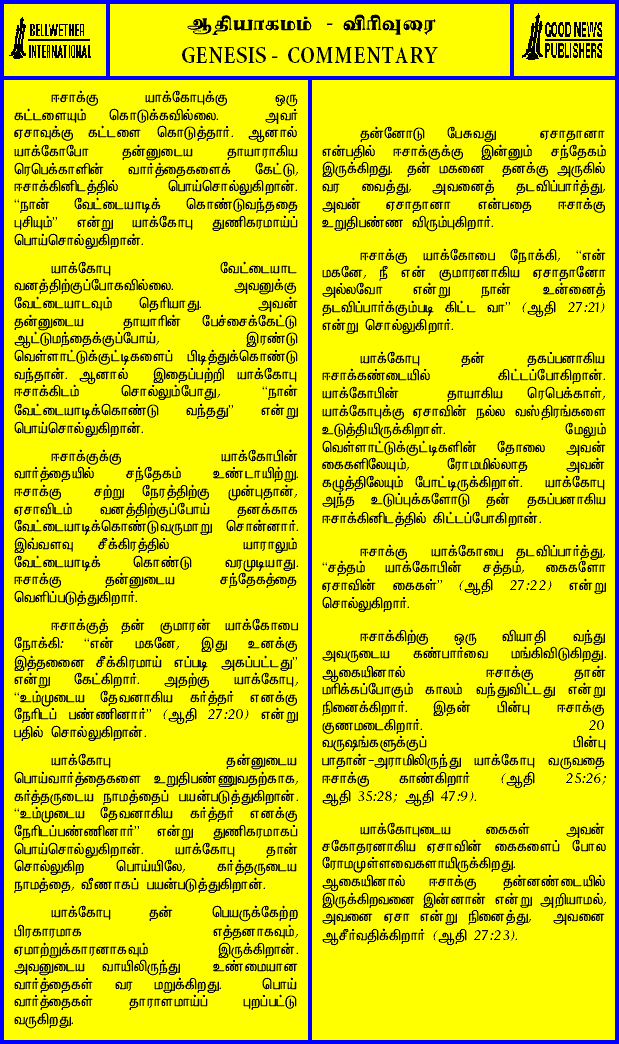 BELLWETHER
INTERNATIONAL
ஆதியாகமம் - விரிவுரை
GENESIS - COMMENTARY
GOOD NEWS
PUBLISHERS
ஈசாக்கு யாக்கோபுக்கு ஒரு
கட்டளையும் கொடுக்கவில்லை. அவர்
ஏசாவுக்கு கட்டளை கொடுத்தார். ஆனால்
யாக்கோபோ தன்னுடைய தாயாராகிய
ரெபெக்காளின் வார்த்தைகளைக் கேட்டு,
ஈசாக்கினிடத்தில் பொய்சொல்லுகிறான்.
“நான் வேட்டையாடிக் கொண்டுவந்ததை
புசியும்” என்று யாக்கோபு துணிகரமாய்ப்
பொய்சொல்லுகிறான்.
யாக்கோபு வேட்டையாட
வனத்திற்குப்போகவில்லை. அவனுக்கு
வேட்டையாடவும் தெரியாது. அவன்
தன்னுடைய தாயாரின் பேச்சைக்கேட்டு
ஆட்டுமந்தைக்குப்போய், இரண்டு
வெள்ளாட்டுக்குட்டிகளைப் பிடித்துக்கொண்டு
வந்தான். ஆனால் இதைப்பற்றி யாக்கோபு
ஈசாக்கிடம் சொல்லும்போது, “நான்
வேட்டையாடிக்கொண்டு வந்தது” என்று
பொய்சொல்லுகிறான்.
ஈசாக்குக்கு யாக்கோபின்
வார்த்தையில் சந்தேகம் உண்டாயிற்று.
ஈசாக்கு சற்று நேரத்திற்கு முன்புதான்,
ஏசாவிடம் வனத்திற்குப்போய் தனக்காக
வேட்டையாடிக்கொண்டுவருமாறு சொன்னார்.
இவ்வளவு சீக்கிரத்தில் யாராலும்
வேட்டையாடிக் கொண்டு வரமுடியாது.
ஈசாக்கு தன்னுடைய சந்தேகத்தை
வெளிப்படுத்துகிறார்.
ஈசாக்குத் தன் குமாரன் யாக்கோபை
நோக்கி: “என் மகனே, இது உனக்கு
இத்தனை சீக்கிரமாய் எப்படி அகப்பட்டது”
என்று கேட்கிறார். அதற்கு யாக்கோபு,
“உம்முடைய தேவனாகிய கர்த்தர் எனக்கு
நேரிடப் பண்ணினார்” (ஆதி 27:20) என்று
பதில் சொல்லுகிறான்.
யாக்கோபு தன்னுடைய
பொய்வார்த்தைகளை உறுதிபண்ணுவதற்காக,
கர்த்தருடைய நாமத்தைப் பயன்படுத்துகிறான்.
“உம்முடைய தேவனாகிய கர்த்தர் எனக்கு
நேரிடப்பண்ணினார்” என்று துணிகரமாகப்
பொய்சொல்லுகிறான். யாக்கோபு தான்
சொல்லுகிற பொய்யிலே, கர்த்தருடைய
நாமத்தை, வீணாகப் பயன்படுத்துகிறான்.
யாக்கோபு தன் பெயருக்கேற்ற
பிரகாரமாக எத்தனாகவும்,
ஏமாற்றுக்காரனாகவும் இருக்கிறான்.
அவனுடைய வாயிலிருந்து உண்மையான
வார்த்தைகள் வர மறுக்கிறது. பொய்
வார்த்தைகள் தாராளமாய்ப் புறப்பட்டு
வருகிறது.
தன்னோடு பேசுவது ஏசாதானா
என்பதில் ஈசாக்குக்கு இன்னும் சந்தேகம்
இருக்கிறது. தன் மகனை தனக்கு அருகில்
வர வைத்து, அவனைத் தடவிப்பார்த்து,
அவன் ஏசாதானா என்பதை ஈசாக்கு
உறுதிபண்ண விரும்புகிறார்.
ஈசாக்கு யாக்கோபை நோக்கி, “என்
மகனே, நீ என் குமாரனாகிய ஏசாதானோ
அல்லவோ என்று நான் உன்னைத்
தடவிப்பார்க்கும்படி கிட்ட வா” (ஆதி 27:21)
என்று சொல்லுகிறார்.
யாக்கோபு தன் தகப்பனாகிய
ஈசாக்கண்டையில் கிட்டப்போகிறான்.
யாக்கோபின் தாயாகிய ரெபெக்காள்,
யாக்கோபுக்கு ஏசாவின் நல்ல வஸ்திரங்களை
உடுத்தியிருக்கிறாள். மேலும்
வெள்ளாட்டுக்குட்டிகளின் தோலை அவன்
கைகளிலேயும், ரோமமில்லாத அவன்
கழுத்திலேயும் போட்டிருக்கிறாள். யாக்கோபு
அந்த உடுப்புக்களோடு தன் தகப்பனாகிய
ஈசாக்கினிடத்தில் கிட்டப்போகிறான்.
ஈசாக்கு யாக்கோபை தடவிப்பார்த்து,
“சத்தம் யாக்கோபின் சத்தம், கைகளோ
ஏசாவின் கைகள்” (ஆதி 27:22) என்று
சொல்லுகிறார்.
ஈசாக்கிற்கு ஒரு வியாதி வந்து
அவருடைய கண்பார்வை மங்கிவிடுகிறது.
ஆகையினால் ஈசாக்கு தான்
மரிக்கப்போகும் காலம் வந்துவிட்டது என்று
நினைக்கிறார். இதன் பின்பு ஈசாக்கு
குணமடைகிறார். 20
வருஷங்களுக்குப் பின்பு
பாதான்-அராமிலிருந்து யாக்கோபு வருவதை
ஈசாக்கு காண்கிறார் (ஆதி 25:26;
ஆதி 35:28; ஆதி 47:9).
யாக்கோபுடைய கைகள் அவன்
சகோதரனாகிய ஏசாவின் கைகளைப் போல
ரோமமுள்ளவைகளாயிருக்கிறது.
ஆகையினால் ஈசாக்கு தன்னண்டையில்
இருக்கிறவனை இன்னான் என்று அறியாமல்,
அவனை ஏசா என்று நினைத்து, அவனை
ஆசீர்வதிக்கிறார் (ஆதி 27:23).